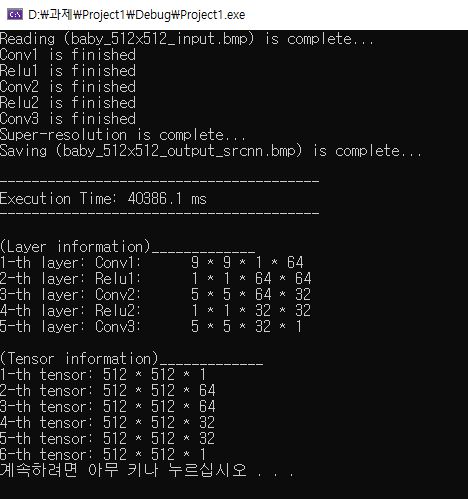 D:₩과제₩Project1₩Debug₩Project1.exe
Reading (baby_512x512_input.bmp) is complete...
Conv1 is finished
Relu1 is finished
Conv2 is finished
Relu2 is finished
Conv3 is finished
Super-resolution is complete...
Saving (baby_512x512_output_srcnn.bmp) is complete...
----------------------------------------
Execution Time: 40386.1 ms
----------------------------------------
(Layer information)_____________
1-th layer: Conv1: 9 * 9 * 1 * 64
2-th layer: Relu1: 1 * 1 * 64 * 64
3-th layer: Conv2: 5 * 5 * 64 * 32
4-th layer: Relu2: 1 * 1 * 32 * 32
5-th layer: Conv3: 5 * 5 * 32 * 1
(Tensor information)_____________
1-th tensor: 512 * 512 * 1
2-th tensor: 512 * 512 * 64
3-th tensor: 512 * 512 * 64
4-th tensor: 512 * 512 * 32
5-th tensor: 512 * 512 * 32
6-th tensor: 512 * 512 * 1
계속하려면 아무 키나 누르십시오 . . .